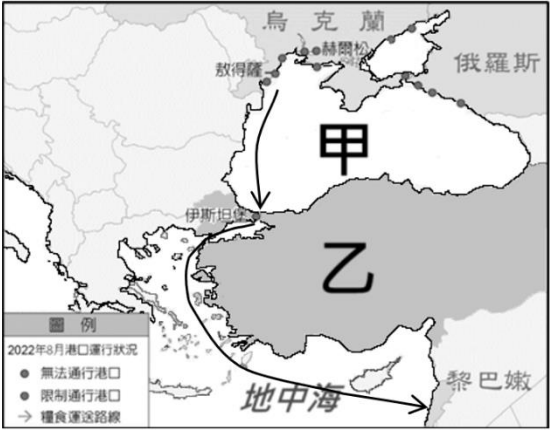 烏克蘭
赫爾松
敖得薩
俄羅斯
甲
伊斯坦堡
乙
圖例
2022年8月港口運行狀況
無法通行港口
限制通行港口
糧食運送路線
地中海
黎巴嫩